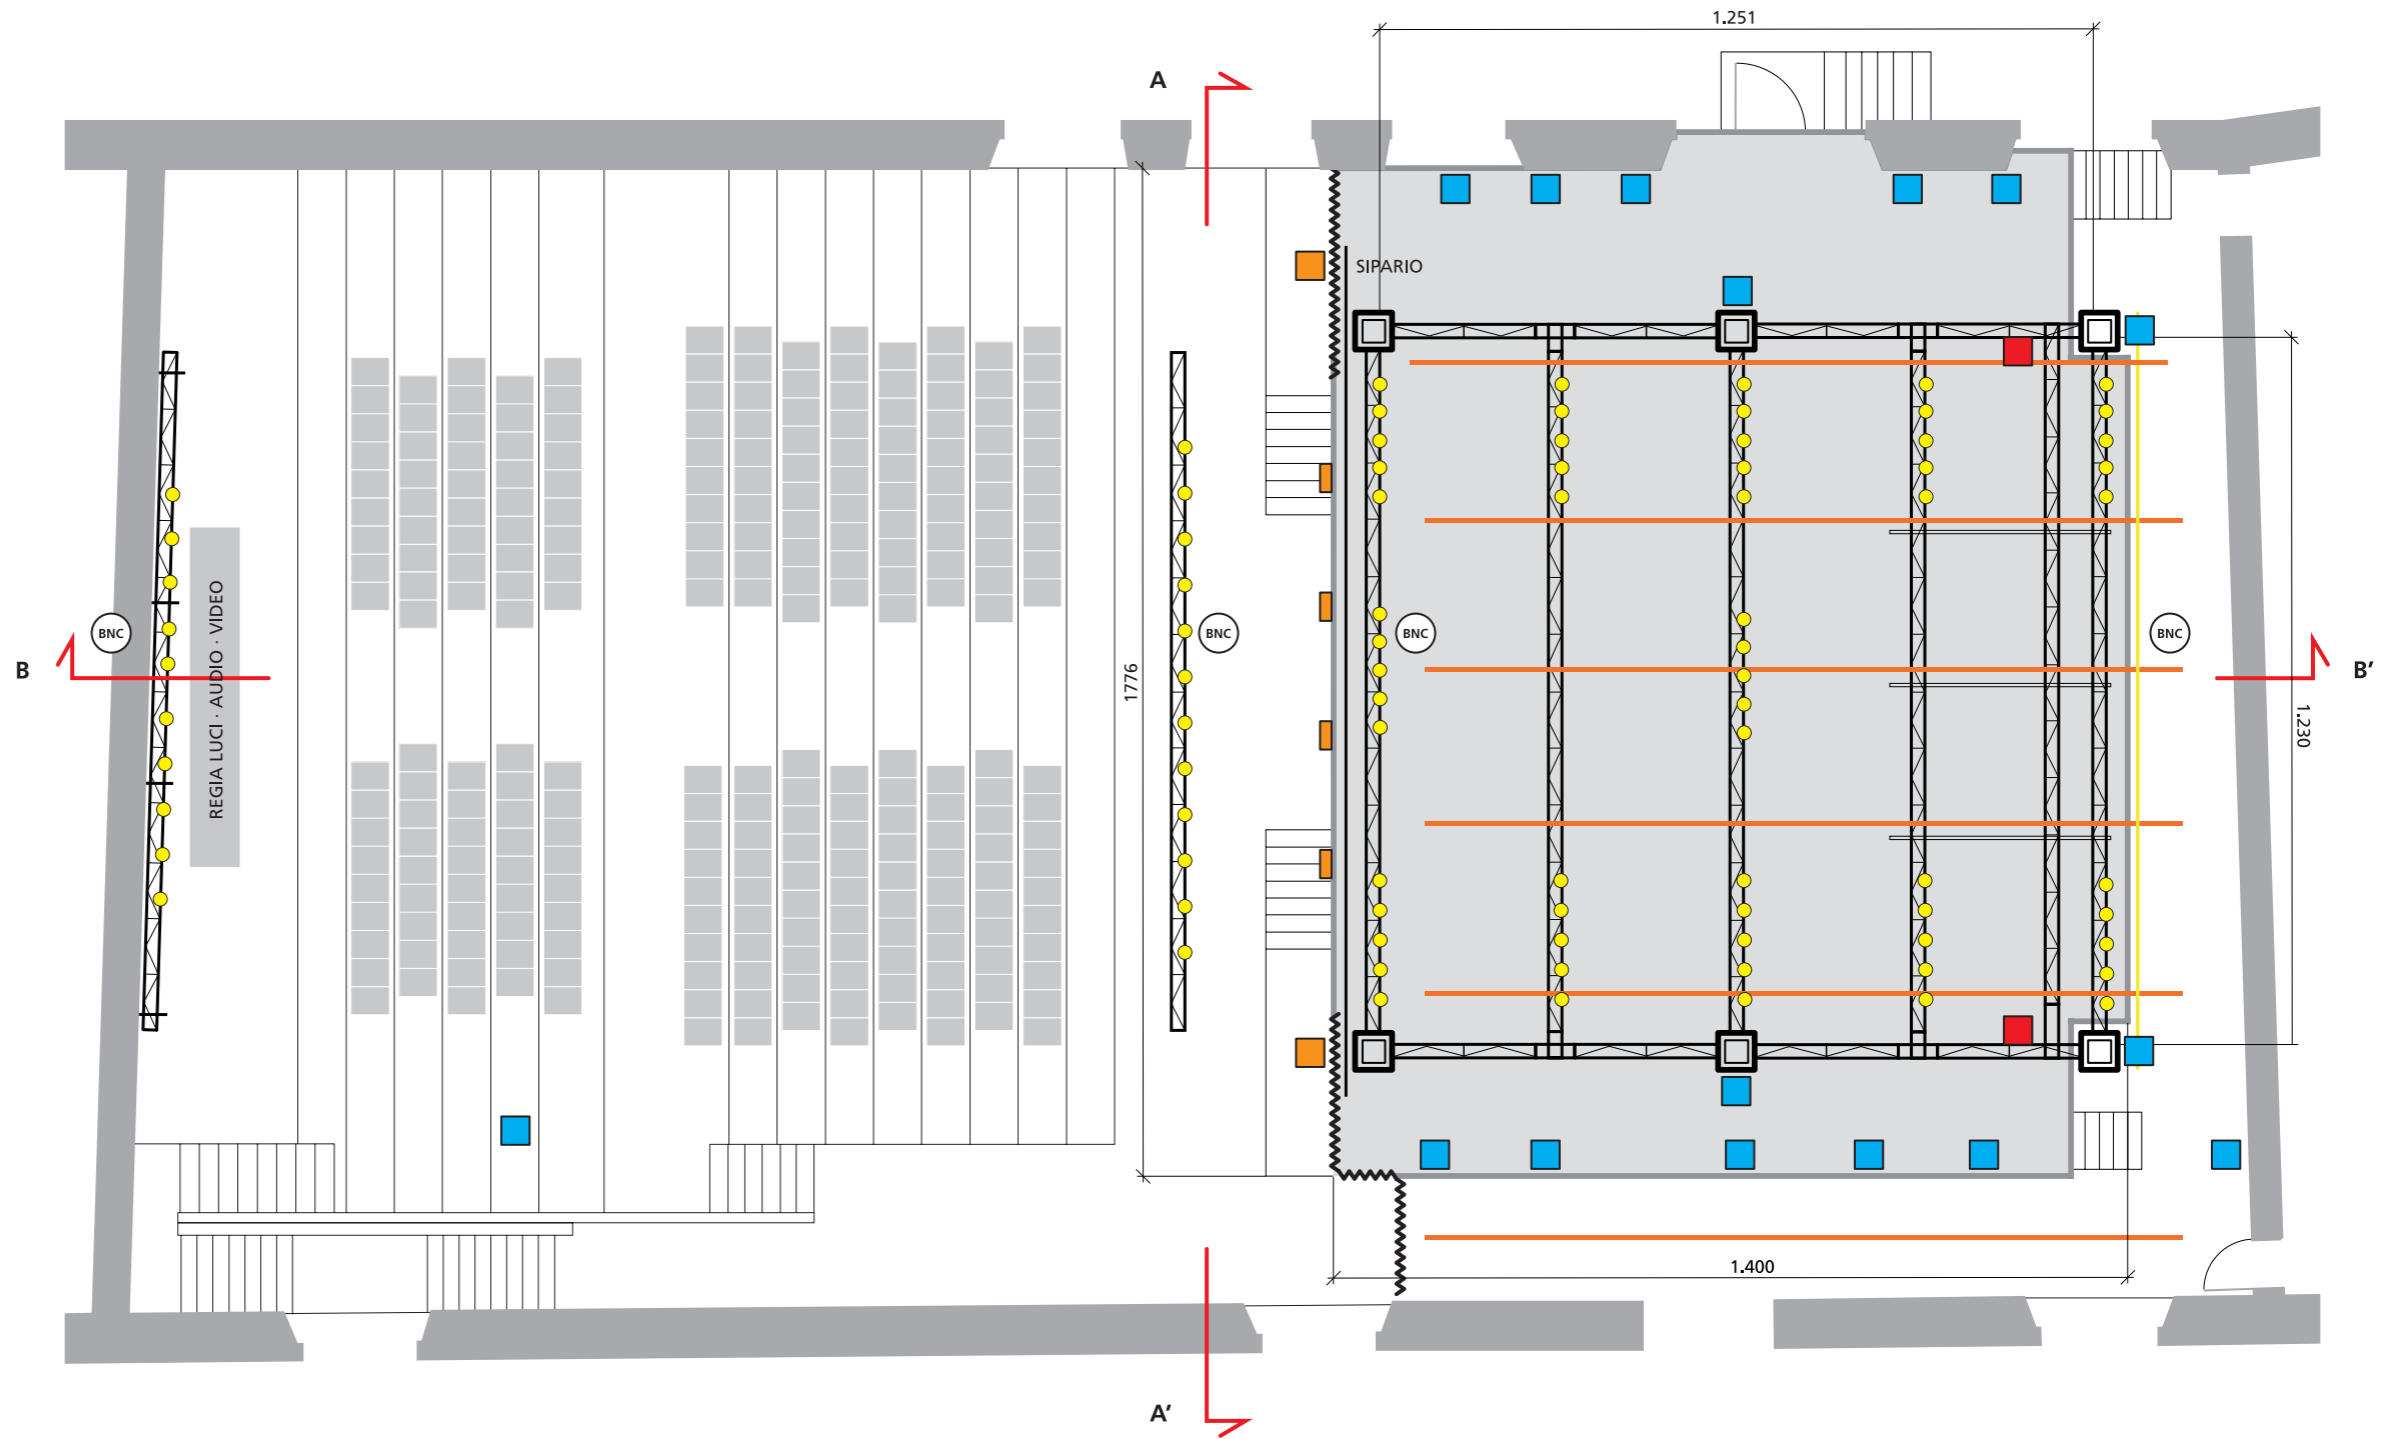 1.251
A
SIPARIO
BNC
BNC
BNC
BNC
B
B′
REGIA LUCI · AUDIO · VIDEO
1776
1.230
1.400
A′